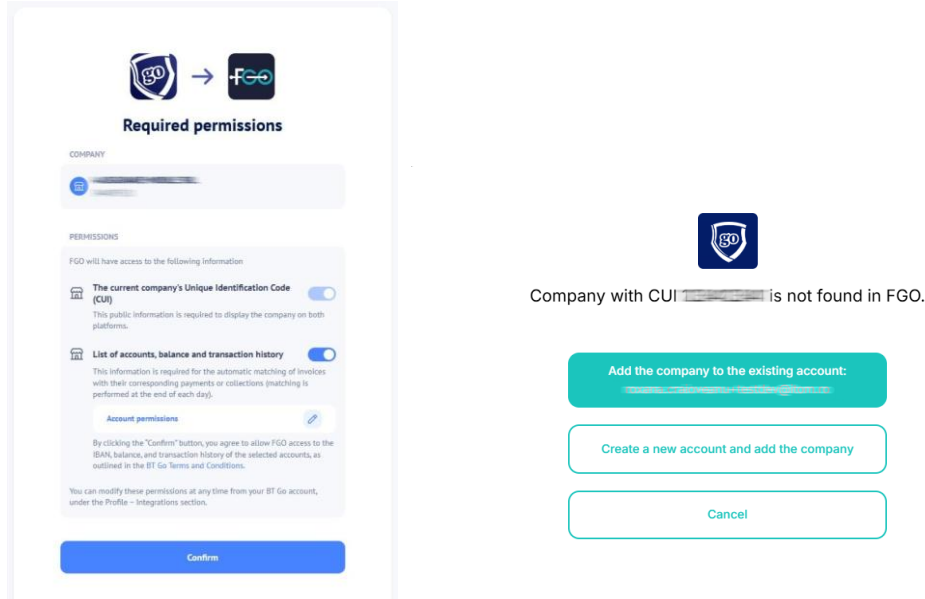 go
FGO
Required permissions
COMPANY
PERMISSIONS
FGO will have access to the following information
The current company's Unique Identification Code
(CUI)
This public information is required to display the company on both
platforms.
List of accounts, balance and transaction history
This information is required for the automatic matching of invoices
with their corresponding payments or collections (matching is
performed at the end of each day).
Account permissions
By clicking the "Confirm" button, you agree to allow FGO access to the
IBAN, balance, and transaction history of the selected accounts, as
outlined in the BT Go Terms and Conditions.
You can modify these permissions at any time from your BT Go account,
under the Profile – Integrations section.
Confirm
go
Company with CUI is not found in FGO.
Add the company to the existing account:
Create a new account and add the company
Cancel